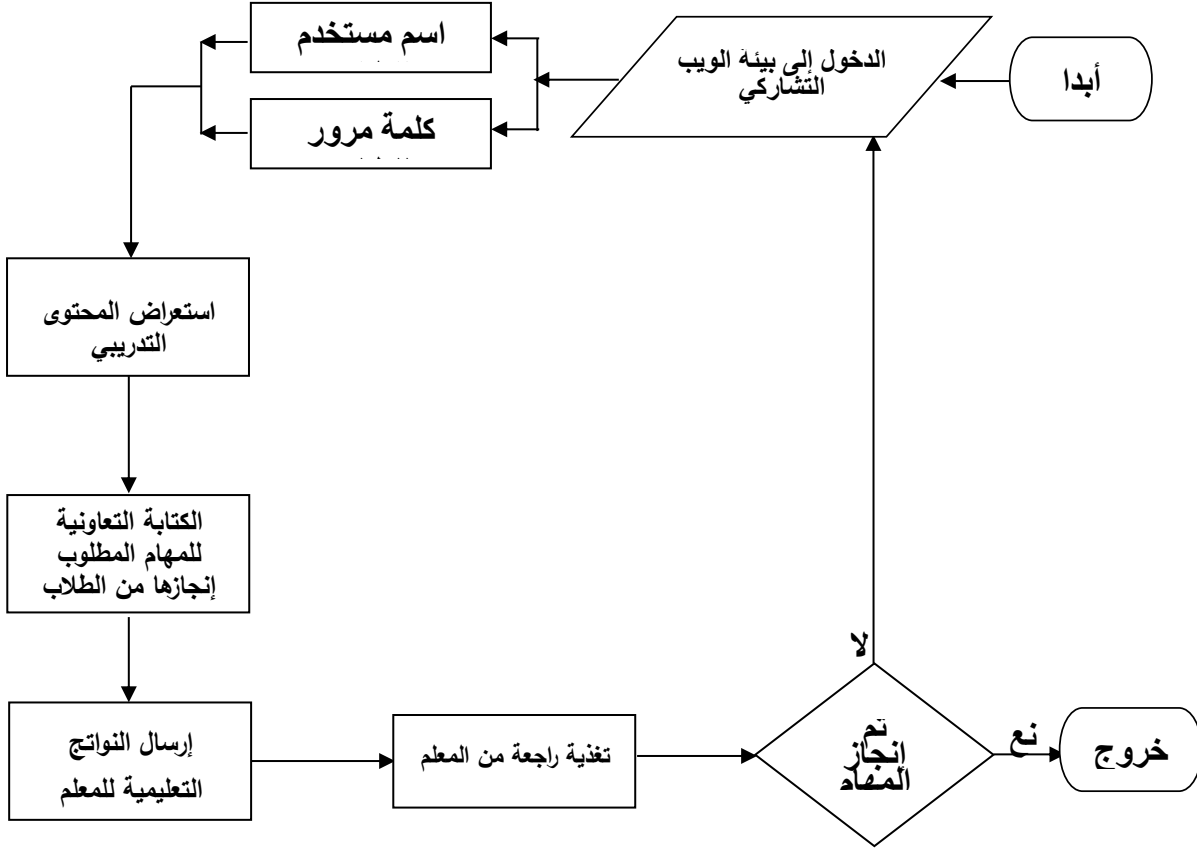 أبدا
الدخول إلى بيئة الويب
التشاركي
اسم مستخدم
كلمة مرور
استعراض المحتوى
التدريبي
الكتابة التعاونية
للمهام المطلوب
إنجازها من الطلاب
إرسال النواتج
التعليمية للمعلم
تغذية راجعة من المعلم
تم
إنجاز
المهام
لا
نع
خروج